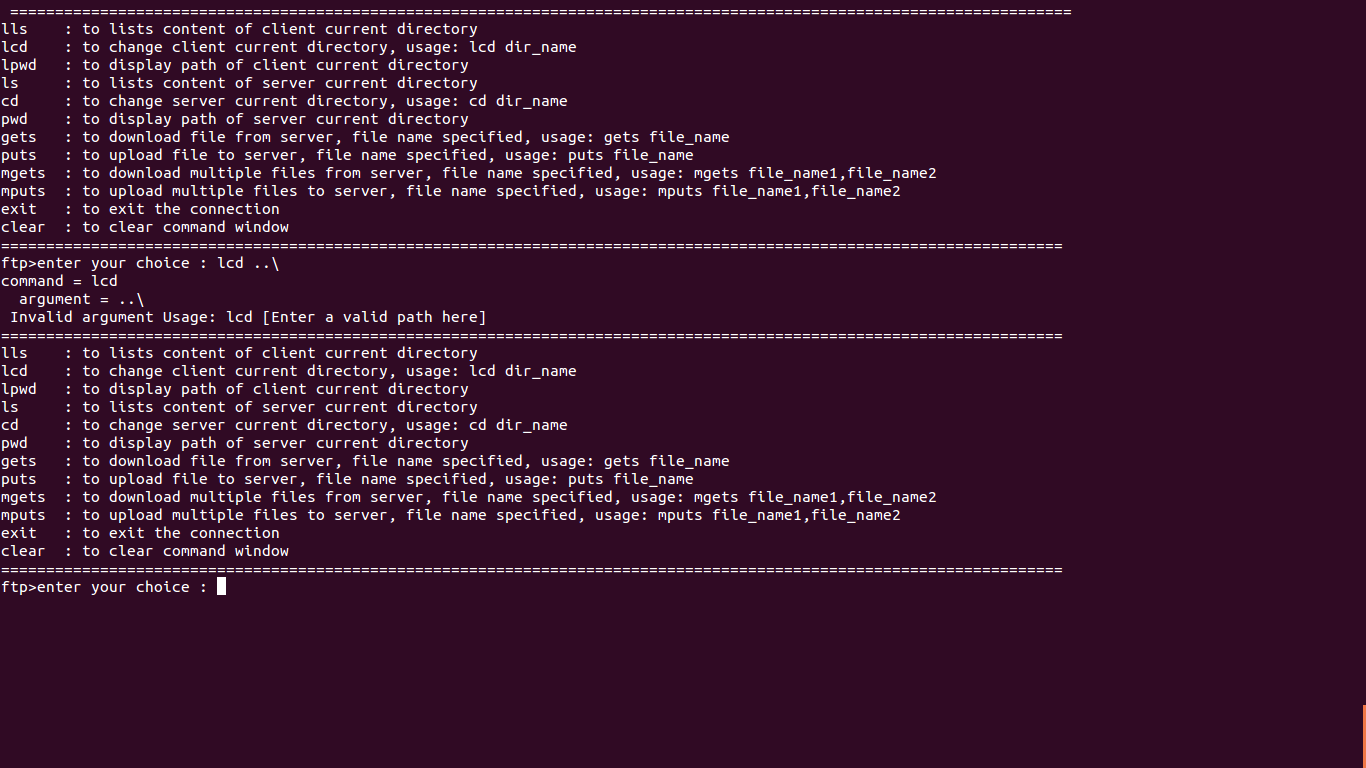 ======================================================================================================================
lls    : to lists content of client current directory
lcd    : to change client current directory, usage: lcd dir_name
lpwd   : to display path of client current directory
ls     : to lists content of server current directory
cd     : to change server current directory, usage: cd dir_name
pwd    : to display path of server current directory
gets   : to download file from server, file name specified, usage: gets file_name
puts   : to upload file to server, file name specified, usage: puts file_name
mgets  : to download multiple files from server, file name specified, usage: mgets file_name1,file_name2
mputs  : to upload multiple files to server, file name specified, usage: mputs file_name1,file_name2
exit   : to exit the connection
clear  : to clear command window
======================================================================================================================
ftp>enter your choice : lcd ..\
command = lcd
  argument = ..\
 Invalid argument Usage: lcd [Enter a valid path here]
======================================================================================================================
lls    : to lists content of client current directory
lcd    : to change client current directory, usage: lcd dir_name
lpwd   : to display path of client current directory
ls     : to lists content of server current directory
cd     : to change server current directory, usage: cd dir_name
pwd    : to display path of server current directory
gets   : to download file from server, file name specified, usage: gets file_name
puts   : to upload file to server, file name specified, usage: puts file_name
mgets  : to download multiple files from server, file name specified, usage: mgets file_name1,file_name2
mputs  : to upload multiple files to server, file name specified, usage: mputs file_name1,file_name2
exit   : to exit the connection
clear  : to clear command window
======================================================================================================================
ftp>enter your choice :